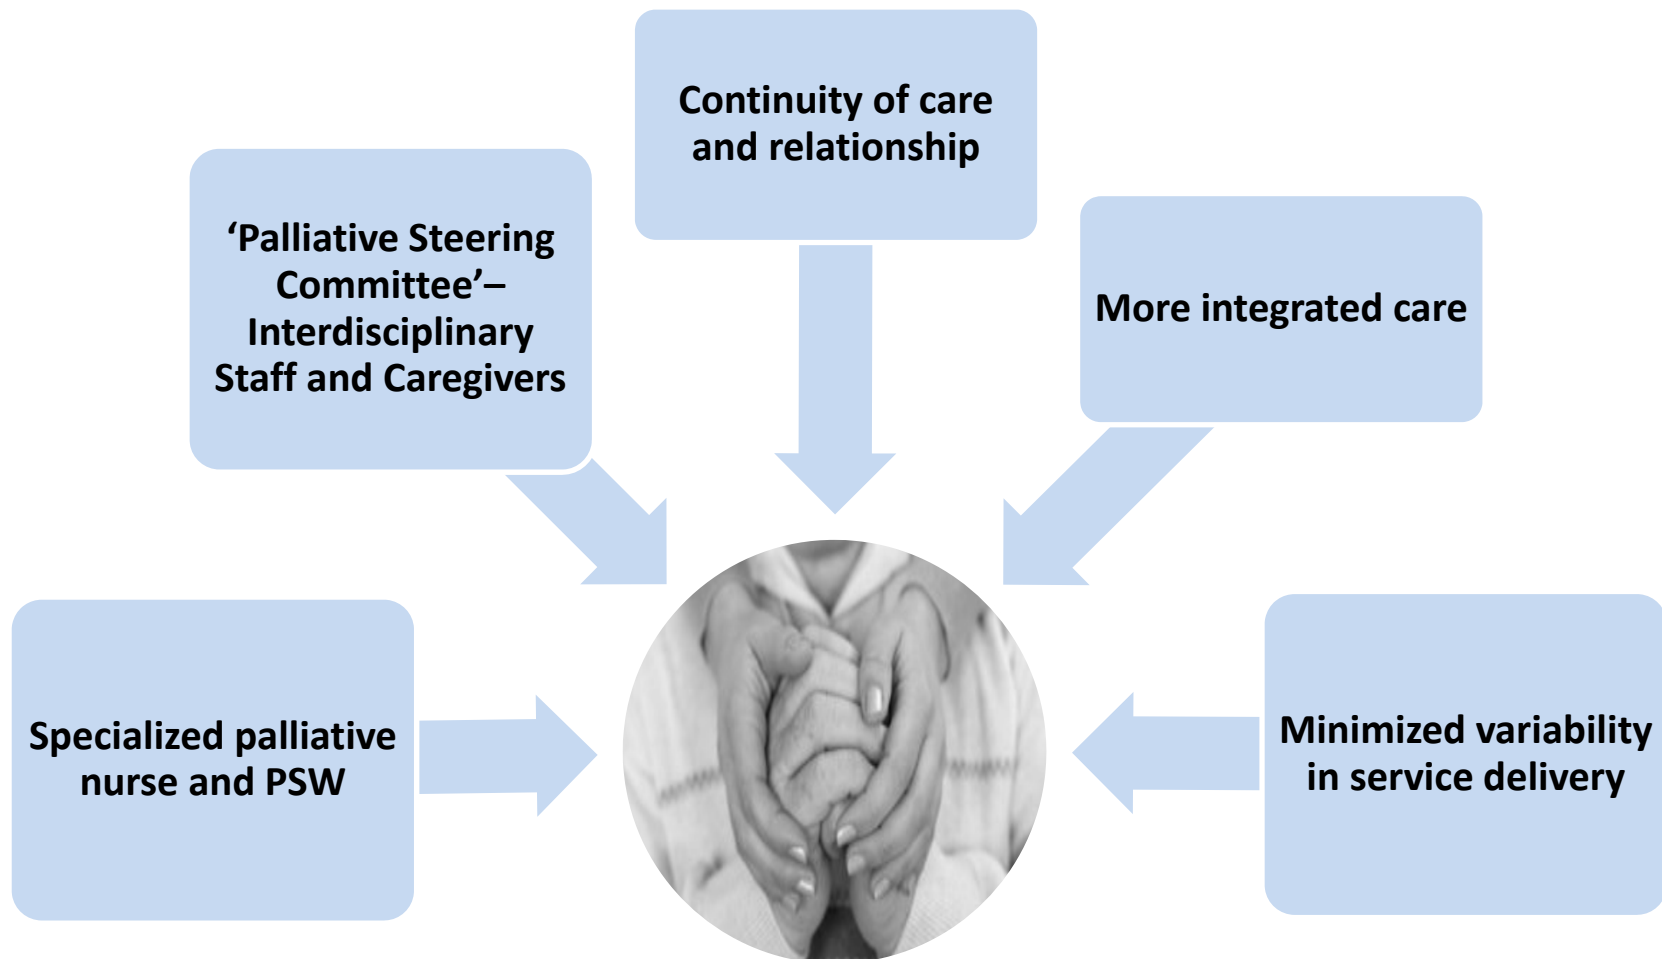 Continuity of care
and relationship
‘Palliative Steering
Committee’–
Interdisciplinary
Staff and Caregivers
More integrated care
Specialized palliative
nurse and PSW
Minimized variability
in service delivery